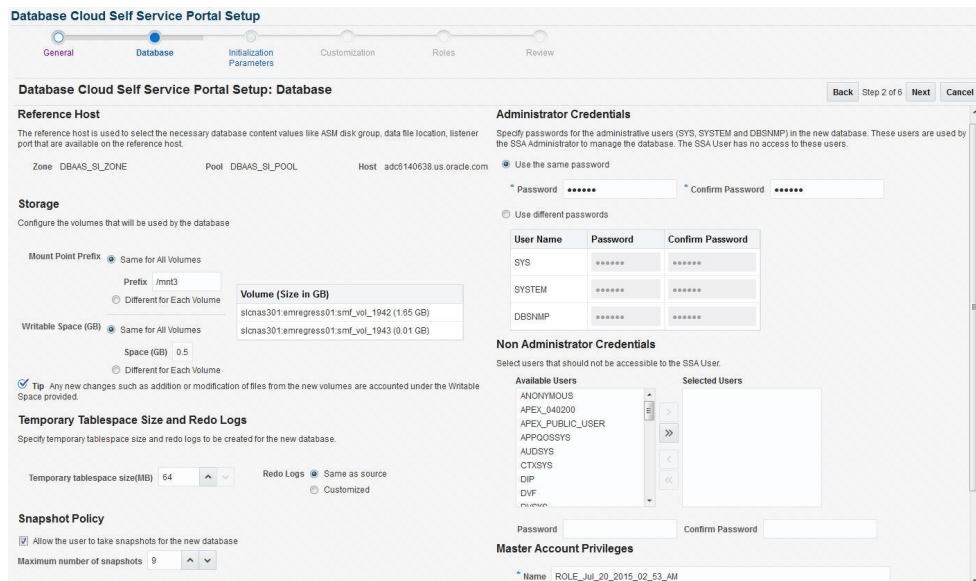 Database Cloud Self Service Portal Setup
General
Database
Initialization
Parameters
Customization
Roles
Review
Database Cloud Self Service Portal Setup: Database
Back Step 2 of 6 Next Cancel
Reference Host
The reference host is used to select the necessary database content values like ASM disk group, data file location, listener
port that are available on the reference host.
Zone DBAAS_SI_ZONE Pool DBAAS_SI_POOL Host adc6140638.us.oracle.com
Storage
Configure the volumes that will be used by the database
Mount Point Prefix Same for All Volumes
Prefix /mnt3
Different for Each Volume
Writable Space (GB) Same for All Volumes
Space (GB) 0.5
Different for Each Volume
Volume (Size in GB)
slcnas301:emregress01:smf_vol_1942 (1.65 GB)
slcnas301:emregress01:smf_vol_1943 (0.01 GB)
Tip Any new changes such as addition or modification of files from the new volumes are accounted under the Writable
Space provided.
Temporary Tablespace Size and Redo Logs
Specify temporary tablespace size and redo logs to be created for the new database.
Temporary tablespace size(MB) 64
Redo Logs Same as source
Customized
Snapshot Policy
Allow the user to take snapshots for the new database
Maximum number of snapshots 9
Administrator Credentials
Specify passwords for the administrative users (SYS, SYSTEM and DBSNMP) in the new database. These users are used by
the SSA Administrator to manage the database. The SSA User has no access to these users.
Use the same password
* Password •••••• * Confirm Password ••••••
Use different passwords
User Name Password Confirm Password
SYS •••••• ••••••
SYSTEM •••••• ••••••
DBSNMP •••••• ••••••
Non Administrator Credentials
Select users that should not be accessible to the SSA User.
Available Users
ANONYMOUS
APEX_040200
APEX_PUBLIC_USER
APPQOSSYS
AUDSYS
CTXSYS
DIP
DVF
DVSYS
Selected Users
Password Confirm Password
Master Account Privileges
* Name ROLE_Jul_20_2015_02_53_AM